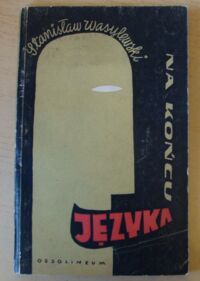 Stanisław Wasylewski
NA KOŃCU
JĘZYKA
OSSOLINEUM